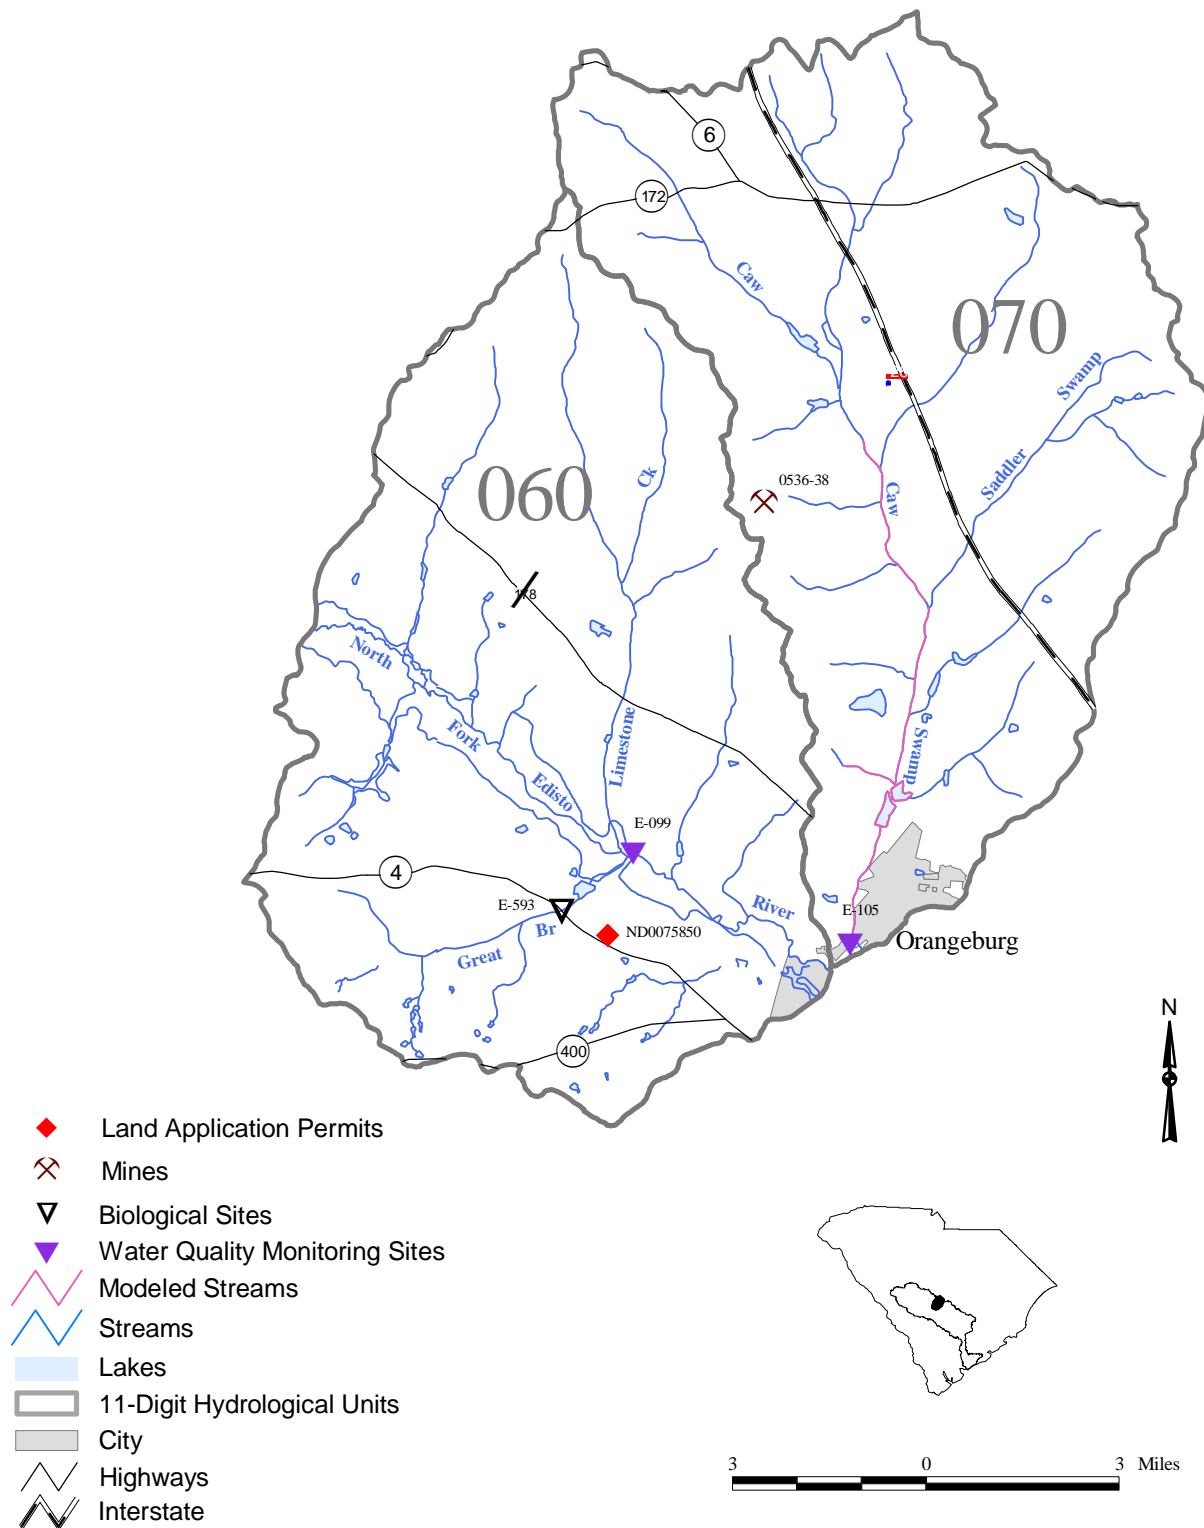 6
172
Caw
070
Swamp
Saddler
Ck
060
0536-38
Caw
178
North
Fork
Edisto
Limestone
Swamp
E-099
4
E-593
Br
Great
ND0075850
River
E-105
Orangeburg
400
N
Land Application Permits
Mines
Biological Sites
Water Quality Monitoring Sites
Modeled Streams
Streams
Lakes
11-Digit Hydrological Units
City
Highways
Interstate
3 0 3 Miles